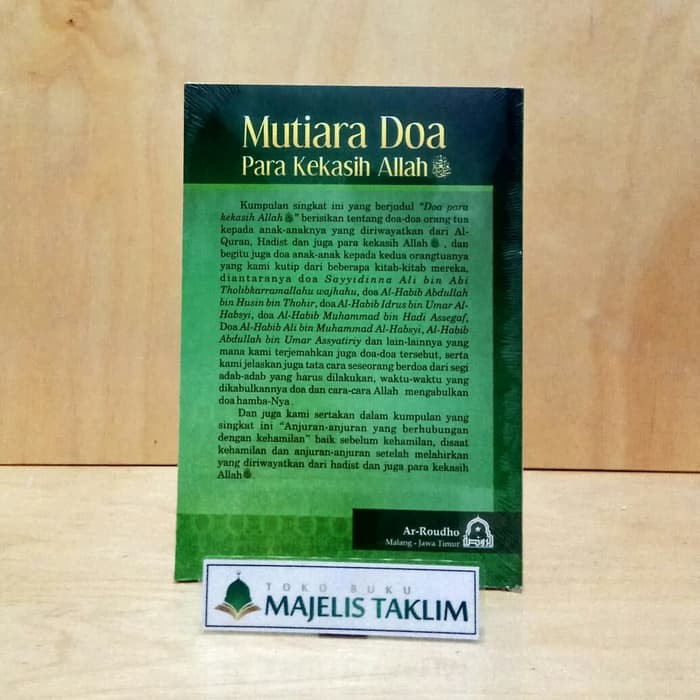 Mutiara Doa
Para Kekasih Allah
Kumpulan singkat ini yang berjudul "Doa para
kekasih Allah" berisikan tentang doa-doa orang tua
kepada anak-anaknya yang diriwayatkan dari Al-
Quran, Hadist dan juga para kekasih Allah , dan
begitu juga doa anak-anak kepada kedua orangtuanya
yang kami kutip dari beberapa kitab-kitab mereka,
diantaranya doa Sayyidinna Ali bin Abi
Tholibkarramallahu wajhahu, doa Al-Habib Abdullah
bin Husin bin Thohir, doa Al-Habib Idrus bin Umar Al-
Habsyi, doa Al-Habib Muhammad bin Hadi Assegaf,
Doa Al-Habib Ali bin Muhammad Al-Habsyi, Al-Habib
Abdullah bin Umar Assyatiriy dan lain-lainnya yang
mana kami terjemahkan juga doa-doa tersebut, serta
kami jelaskan juga tata cara seseorang berdoa dari segi
adab-adab yang harus dilakukan, waktu-waktu yang
dikabulkannya doa dan cara-cara Allah mengabulkan
doa hamba-Nya.
Dan juga kami sertakan dalam kumpulan yang
singkat ini "Anjuran-anjuran yang berhubungan
dengan kehamilan" baik sebelum kehamilan, disaat
kehamilan dan anjuran-anjuran setelah melahirkan
yang diriwayatkan dari hadist dan juga para kekasih
Allah.
Ar-Roudho
Malang - Jawa Timur
TOKO BUKU
MAJELIS TAKLIM